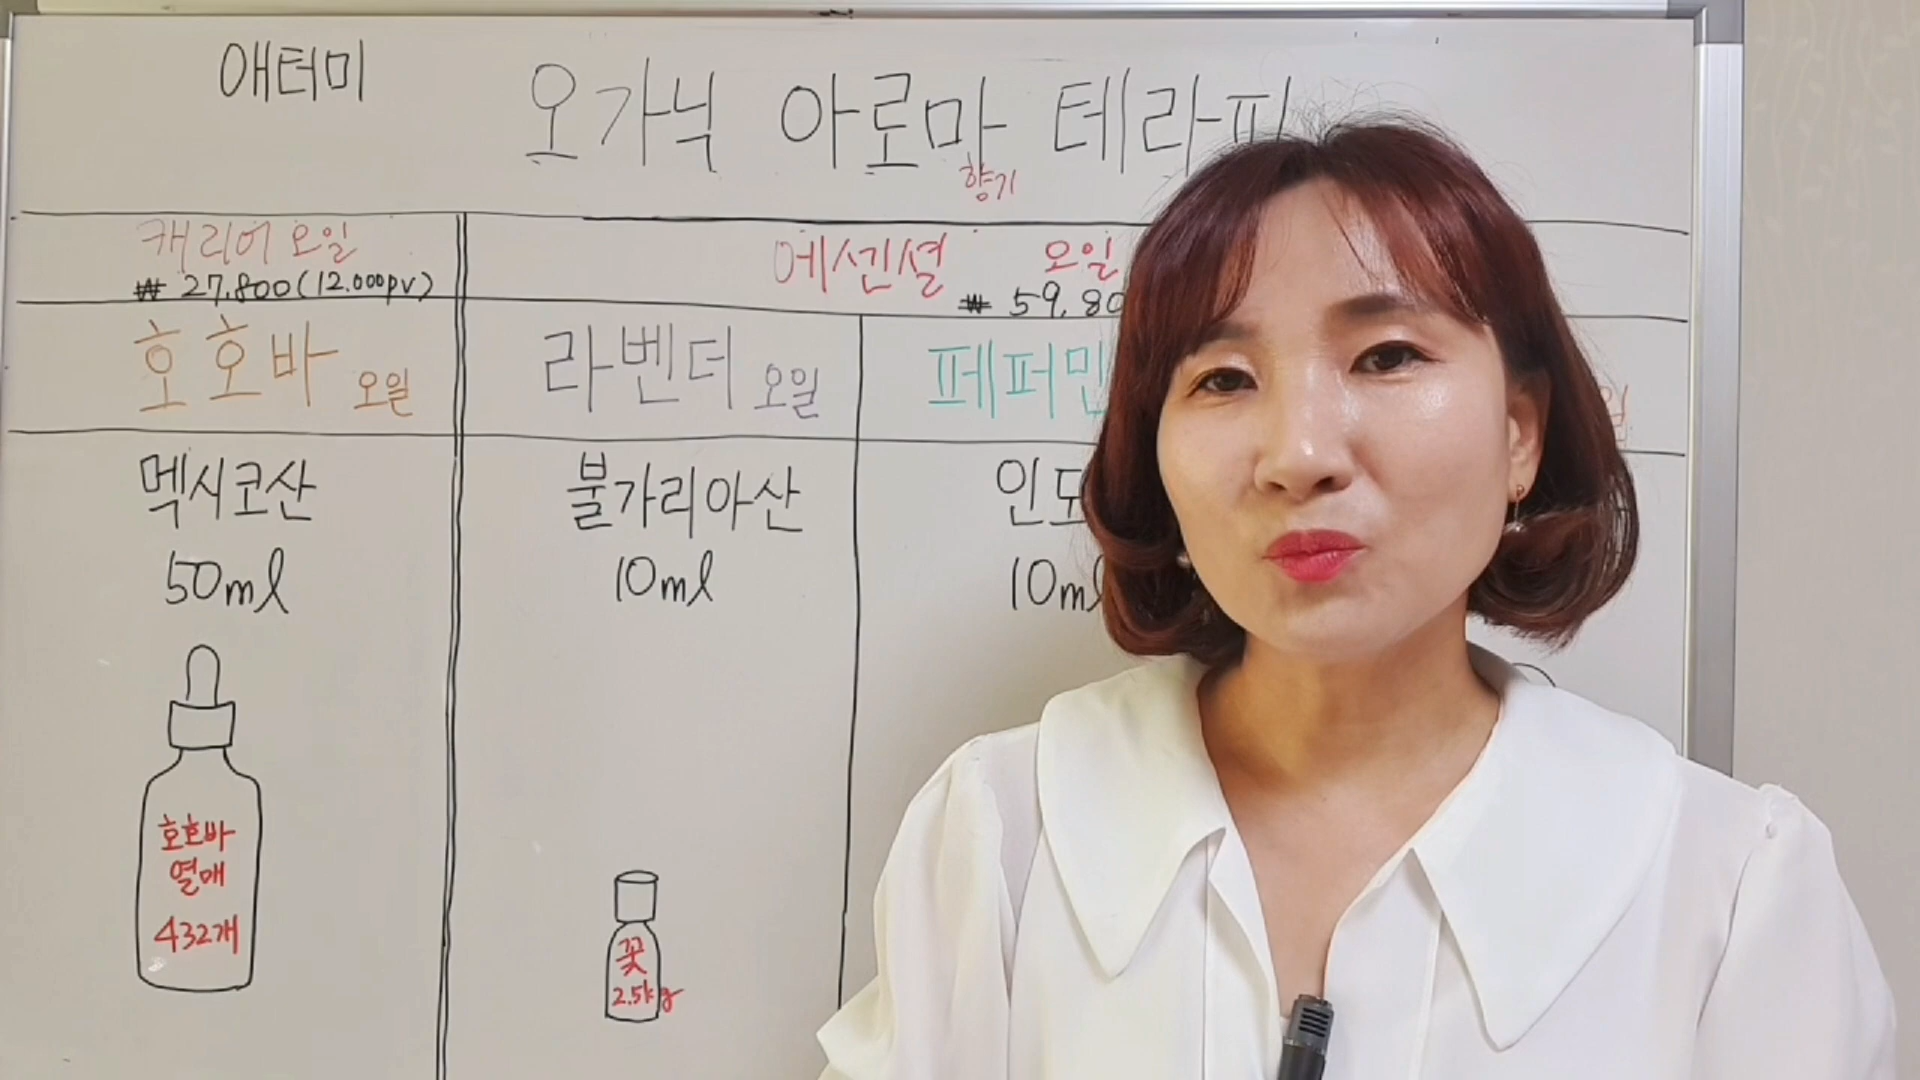 애터미
오가닉 아로마 테라피
향기
캐리어 오일
₩ 27,800(12.000pv)
에센셜 오일
₩ 59,80
호호바 오일
라벤더 오일
페퍼민
멕시코산
50ml
불가리아산
10ml
인도
10ml
호호바
열매
432개
꽃
2.5kg